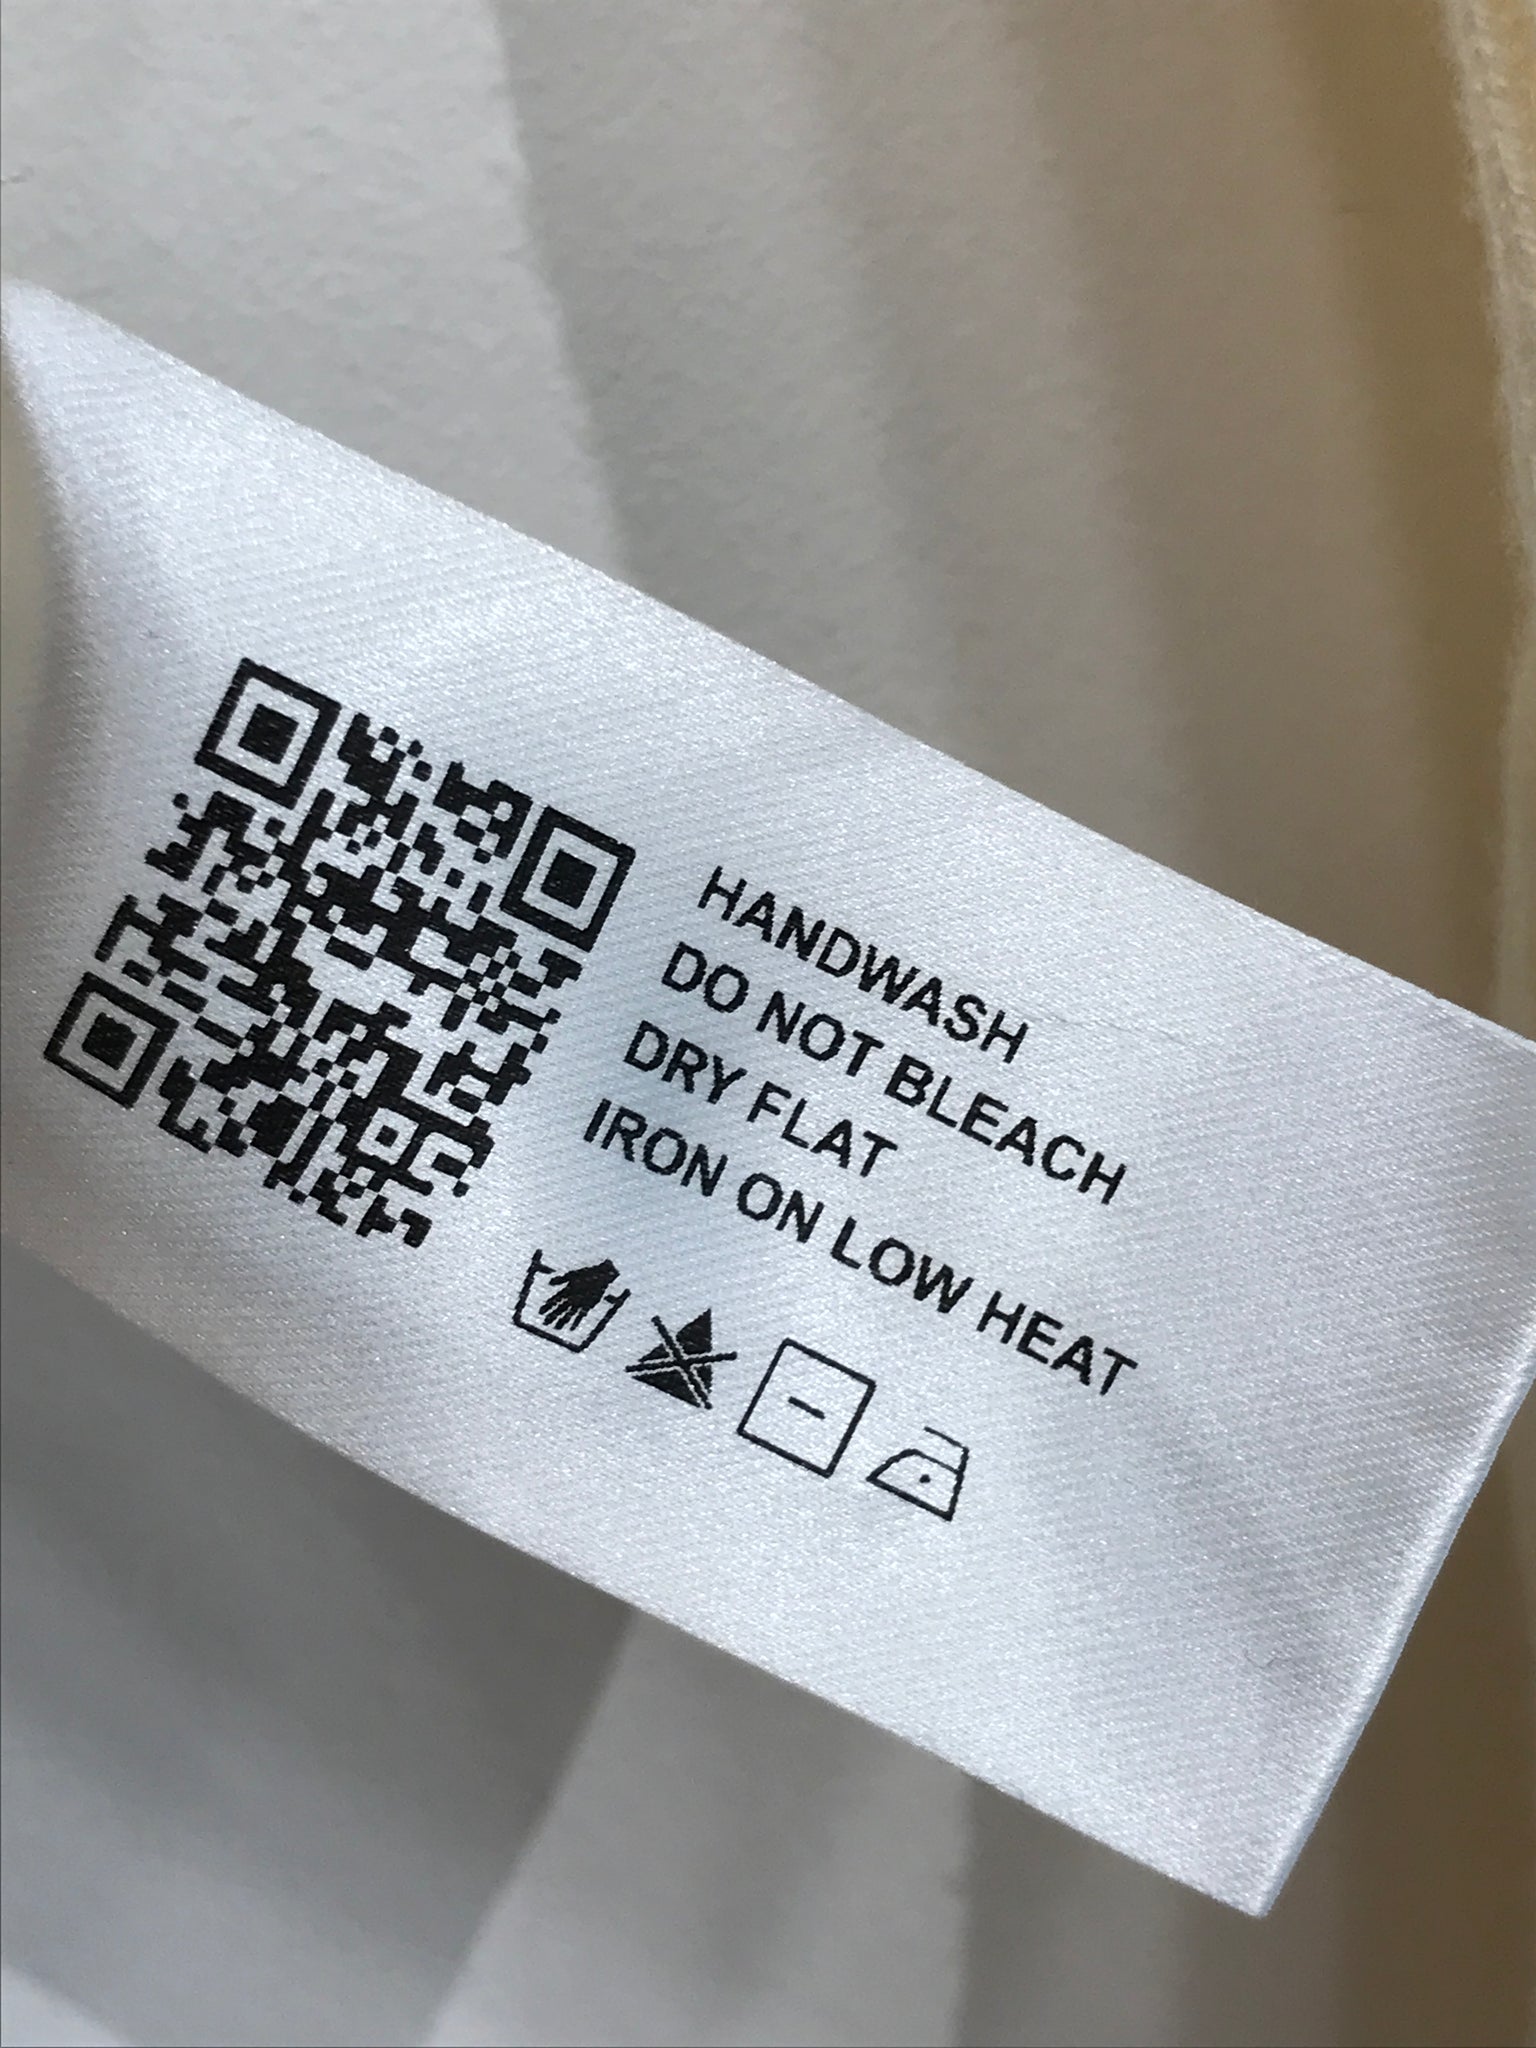 HANDWASH
DO NOT BLEACH
DRY FLAT
IRON ON LOW HEAT